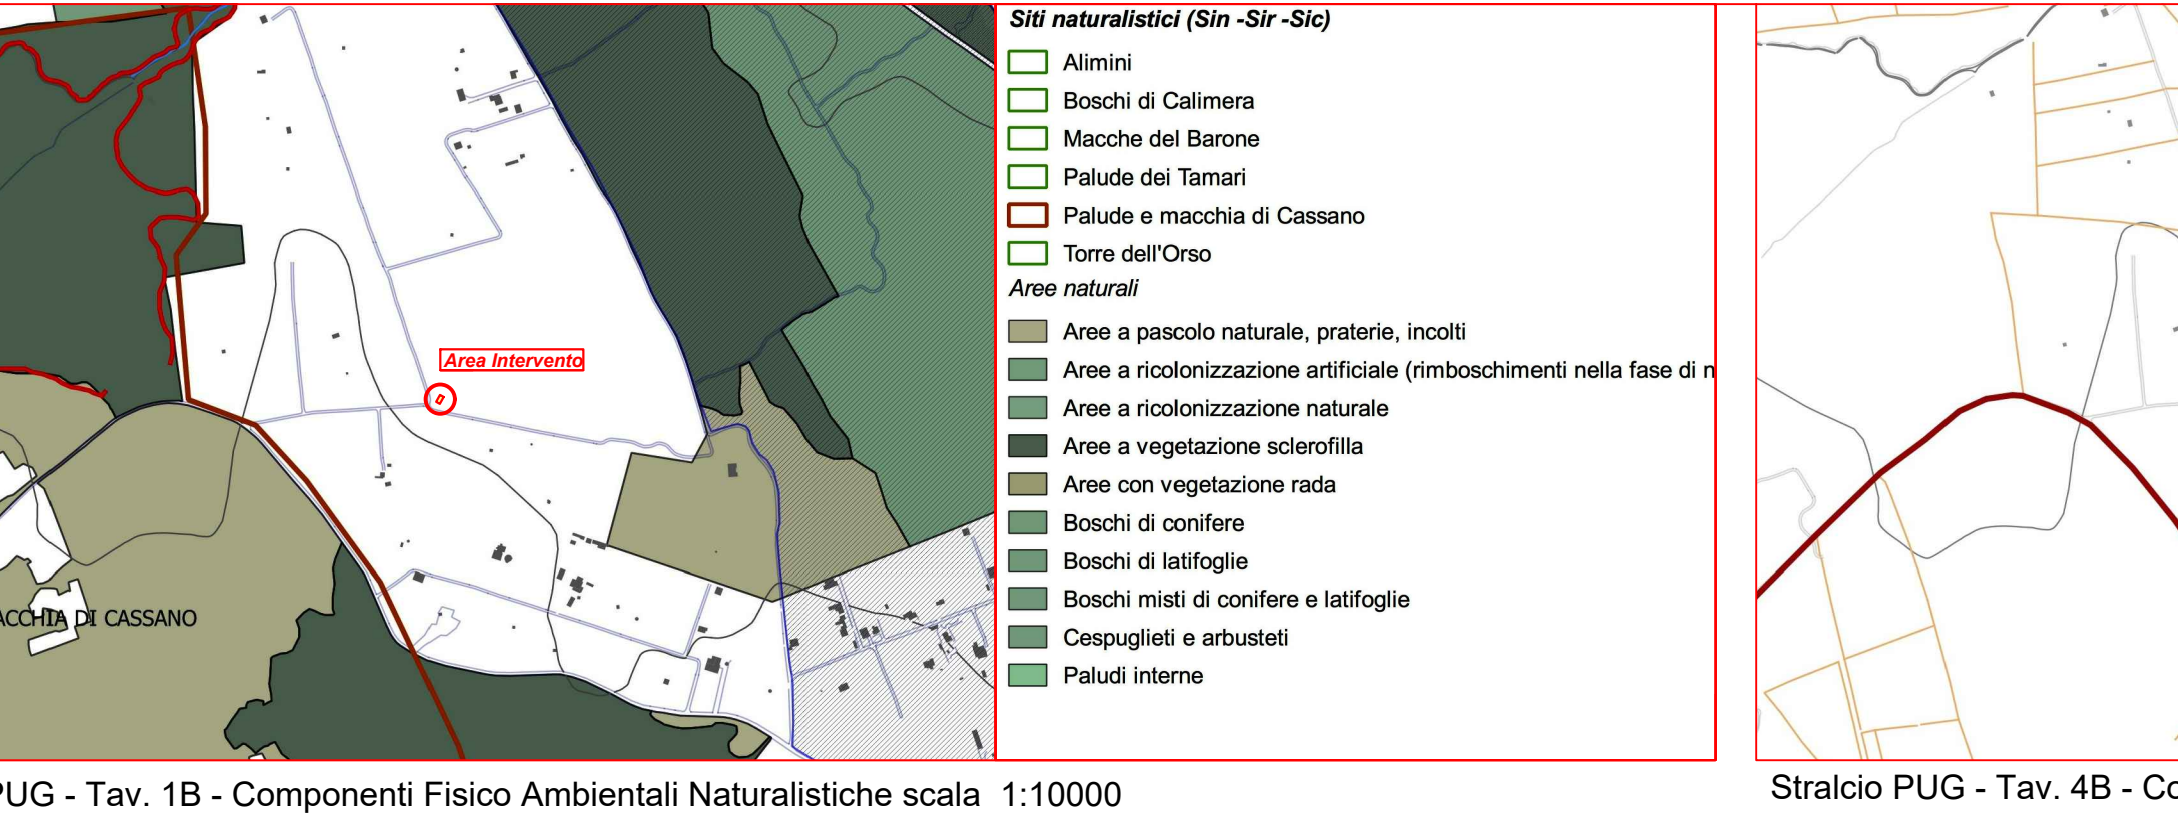 Area Intervento
ACCHIA DI CASSANO
Siti naturalistici (Sin -Sir -Sic)
Alimini
Boschi di Calimera
Macche del Barone
Palude dei Tamari
Palude e macchia di Cassano
Torre dell'Orso
Aree naturali
Aree a pascolo naturale, praterie, incolti
Aree a ricolonizzazione artificiale (rimboschimenti nella fase di n
Aree a ricolonizzazione naturale
Aree a vegetazione sclerofilla
Aree con vegetazione rada
Boschi di conifere
Boschi di latifoglie
Boschi misti di conifere e latifoglie
Cespuglieti e arbusteti
Paludi interne
PUG - Tav. 1B - Componenti Fisico Ambientali Naturalistiche scala 1:10000
Stralcio PUG - Tav. 4B - Co